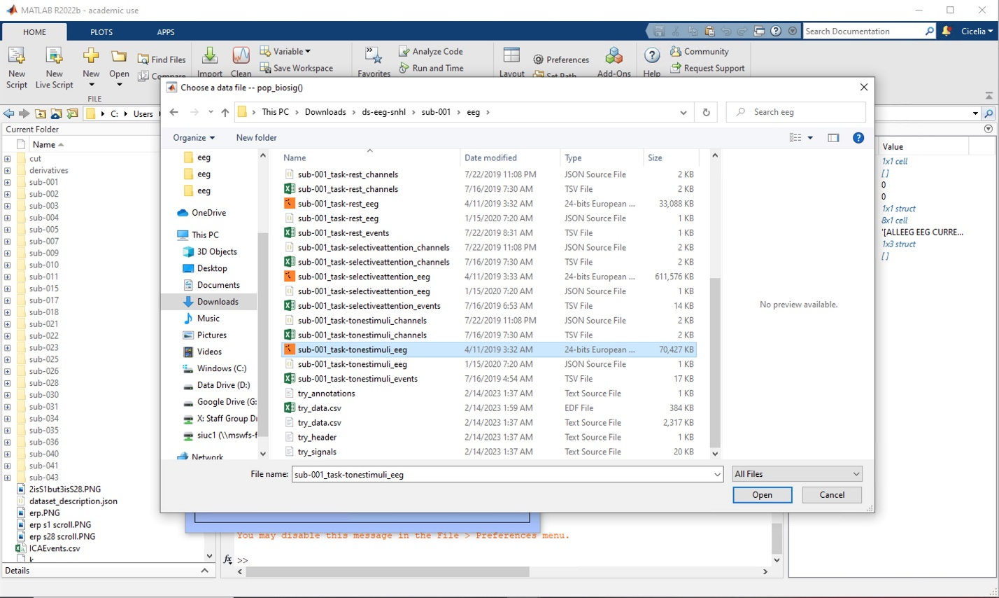 MATLAB R2022b - academic use
HOME PLOTS APPS
Search Documentation
Cicelia
New Script
New Live Script
New
Open
Find Files
Compare
FILE
Import
Clean
Variable
Save Workspace
Favorites
Analyze Code
Run and Time
Layout
Preferences
Set Path
Add-Ons
Help
Community
Request Support
C: Users
Current Folder
Name
cut
derivatives
sub-001
sub-002
sub-003
sub-004
sub-005
sub-007
sub-009
sub-010
sub-011
sub-015
sub-017
sub-018
sub-021
sub-022
sub-023
sub-025
sub-026
sub-028
sub-030
sub-031
sub-034
sub-035
sub-036
sub-040
sub-041
sub-043
2isS1but3isS28.PNG
dataset_description.json
erp.PNG
erp s1 scroll.PNG
erp s28 scroll.PNG
ICAEvents.csv
k
Details
Choose a data file -- pop_biosig()
This PC > Downloads > ds-eeg-snhl > sub-001 > eeg >
Search eeg
Organize New folder
eeg
eeg
eeg
OneDrive
This PC
3D Objects
Desktop
Documents
Downloads
Music
Pictures
Videos
Windows (C:)
Data Drive (D:)
Google Drive (G:
X: Staff Group Dr
siuc1 (\\mswfs-f
Network
Name Date modified Type Size
sub-001_task-rest_channels 7/22/2019 11:08 PM JSON Source File 2 KB
sub-001_task-rest_channels 7/16/2019 7:30 AM TSV File 2 KB
sub-001_task-rest_eeg 4/11/2019 3:32 AM 24-bits European ... 33,088 KB
sub-001_task-rest_eeg 1/15/2020 7:20 AM JSON Source File 1 KB
sub-001_task-rest_events 7/22/2019 8:31 AM TSV File 1 KB
sub-001_task-selectiveattention_channels 7/22/2019 11:08 PM JSON Source File 2 KB
sub-001_task-selectiveattention_channels 7/16/2019 7:30 AM TSV File 2 KB
sub-001_task-selectiveattention_eeg 4/11/2019 3:33 AM 24-bits European ... 611,576 KB
sub-001_task-selectiveattention_eeg 1/15/2020 7:20 AM JSON Source File 1 KB
sub-001_task-selectiveattention_events 7/16/2019 6:53 AM TSV File 14 KB
sub-001_task-tonestimuli_channels 7/22/2019 11:08 PM JSON Source File 2 KB
sub-001_task-tonestimuli_channels 7/16/2019 7:30 AM TSV File 2 KB
sub-001_task-tonestimuli_eeg 4/11/2019 3:32 AM 24-bits European ... 70,427 KB
sub-001_task-tonestimuli_eeg 1/15/2020 7:20 AM JSON Source File 1 KB
sub-001_task-tonestimuli_events 7/16/2019 4:54 AM TSV File 17 KB
try_annotations 2/14/2023 1:37 AM Text Source File 1 KB
try_data.csv 2/14/2023 1:59 AM EDF File 384 KB
try_data.csv 2/14/2023 1:37 AM Text Source File 2,317 KB
try_header 2/14/2023 1:37 AM Text Source File 1 KB
try_signals 2/14/2023 1:37 AM Text Source File 20 KB
No preview available.
File name: sub-001_task-tonestimuli_eeg
All Files
Open Cancel
You may disable this message in the File > Preferences menu.
fx >>
Value
1x1 cell
[]
0
0
1x1 struct
8x1 cell
'[ALLEEG EEG CURRE...
1x3 struct
[]